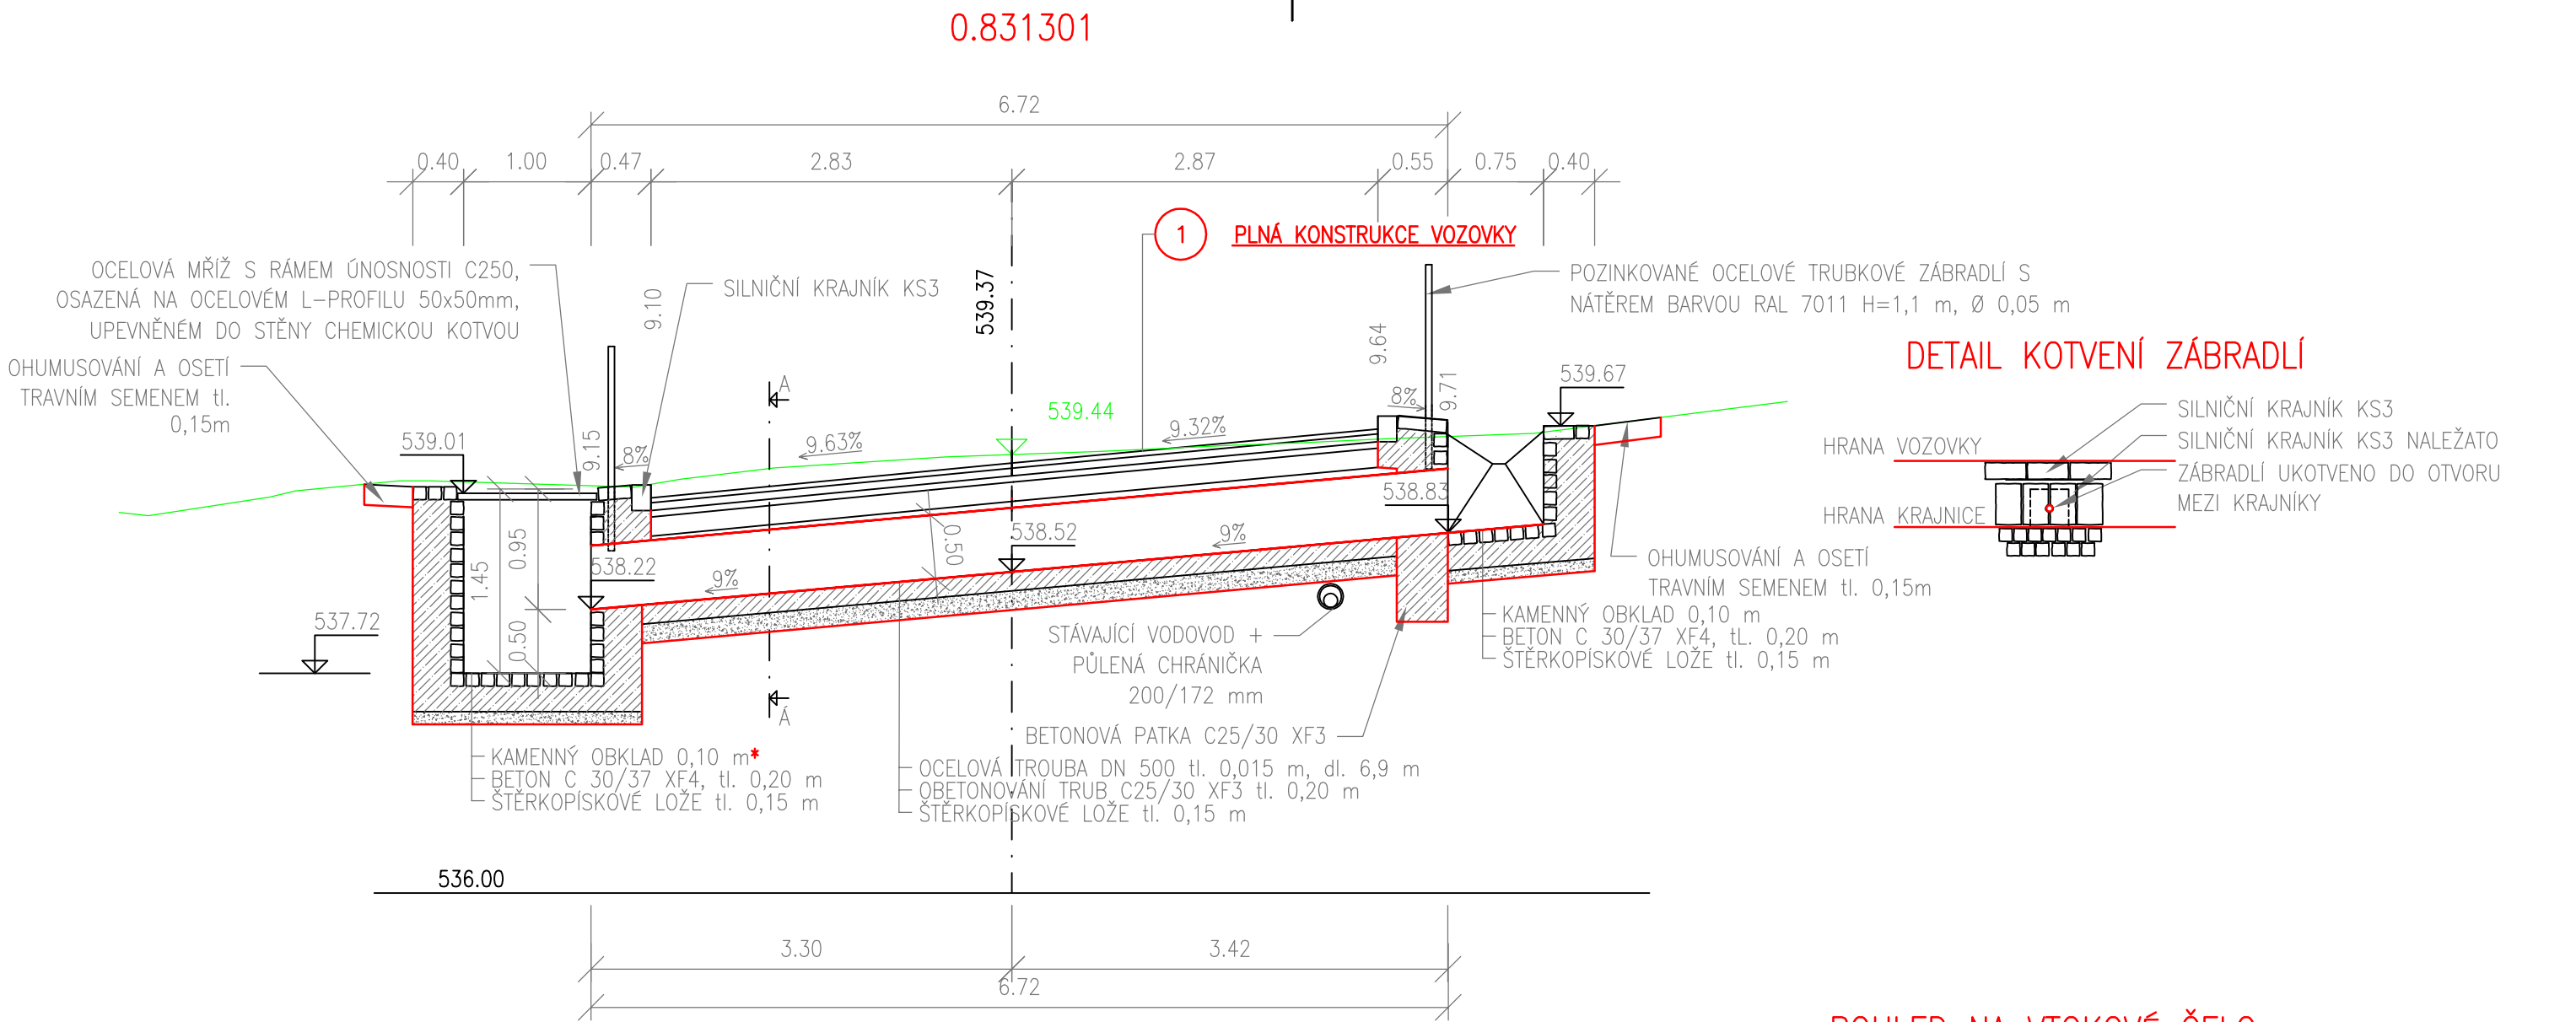 0.831301
6.72
0.40 1.00 0.47 2.83 2.87 0.55 0.75 0.40
1 PLNÁ KONSTRUKCE VOZOVKY
OCELOVÁ MŘÍŽ S RÁMEM ÚNOSNOSTI C250,
OSAZENÁ NA OCELOVÉM L-PROFILU 50x50mm,
UPEVNĚNÉM DO STĚNY CHEMICKOU KOTVOU
9.10
SILNIČNÍ KRAJNÍK KS3
539.37
POZINKOVANÉ OCELOVÉ TRUBKOVÉ ZÁBRADLÍ S
NÁTĚREM BARVOU RAL 7011 H=1,1 m, Ø 0,05 m
OHUMUSOVÁNÍ A OSETÍ
TRAVNÍM SEMENEM tl.
0,15m
9.64
9.71
539.67
DETAIL KOTVENÍ ZÁBRADLÍ
SILNIČNÍ KRAJNÍK KS3
SILNIČNÍ KRAJNÍK KS3 NALEŽATO
ZÁBRADLÍ UKOTVENO DO OTVORU
MEZI KRAJNÍKY
HRANA VOZOVKY
HRANA KRAJNICE
A
539.44
8%
539.01
9.15
8%
9.63%
9.32%
538.83
0.95
1.45
0.50
538.22
0.50
538.52
9%
9%
537.72
OHUMUSOVÁNÍ A OSETÍ
TRAVNÍM SEMENEM tl. 0,15m
KAMENNÝ OBKLAD 0,10 m
BETON C 30/37 XF4, tL. 0,20 m
ŠTĚRKOPÍSKOVÉ LOŽE tl. 0,15 m
STÁVAJÍCÍ VODOVOD +
PŮLENÁ CHRÁNIČKA
200/172 mm
Á
BETONOVÁ PATKA C25/30 XF3
KAMENNÝ OBKLAD 0,10 m*
BETON C 30/37 XF4, tl. 0,20 m
ŠTĚRKOPÍSKOVÉ LOŽE tl. 0,15 m
OCELOVÁ TROUBA DN 500 tl. 0,015 m, dl. 6,9 m
OBETONOVÁNÍ TRUB C25/30 XF3 tl. 0,20 m
ŠTĚRKOPÍSKOVÉ LOŽE tl. 0,15 m
536.00
3.30 3.42
6.72
POHLED NA VTOKOVÉ ČELO